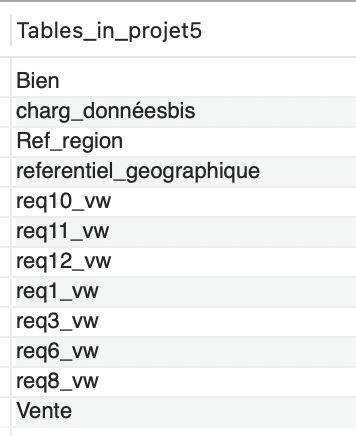 Tables_in_projet5
Bien
charg_donnéesbis
Ref_region
referentiel_geographique
req10_vw
req11_vw
req12_vw
req1_vw
req3_vw
req6_vw
req8_vw
Vente